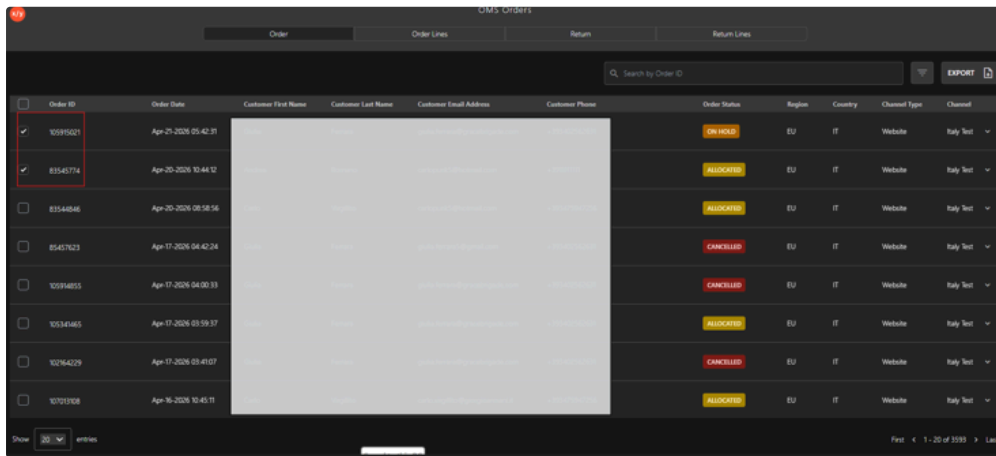 OMS Orders
Order Order Lines Return Return Lines
Search by Order ID EXPORT
Order ID Order Date Customer First Name Customer Last Name Customer Email Address Customer Phone Order Status Region Country Channel Type Channel
105915021 Apr-21-2026 05:42:31 ON HOLD EU IT Website Italy Test
83545774 Apr-20-2026 10:44:12 ALLOCATED EU IT Website Italy Test
83544846 Apr-20-2026 08:58:56 ALLOCATED EU IT Website Italy Test
85457623 Apr-17-2026 04:42:24 CANCELLED EU IT Website Italy Test
105914855 Apr-17-2026 04:00:33 CANCELLED EU IT Website Italy Test
105341465 Apr-17-2026 03:59:37 ALLOCATED EU IT Website Italy Test
102164229 Apr-17-2026 03:41:07 CANCELLED EU IT Website Italy Test
107013108 Apr-16-2026 10:45:11 ALLOCATED EU IT Website Italy Test
Show 20 entries First 1 - 20 of 3593 Las